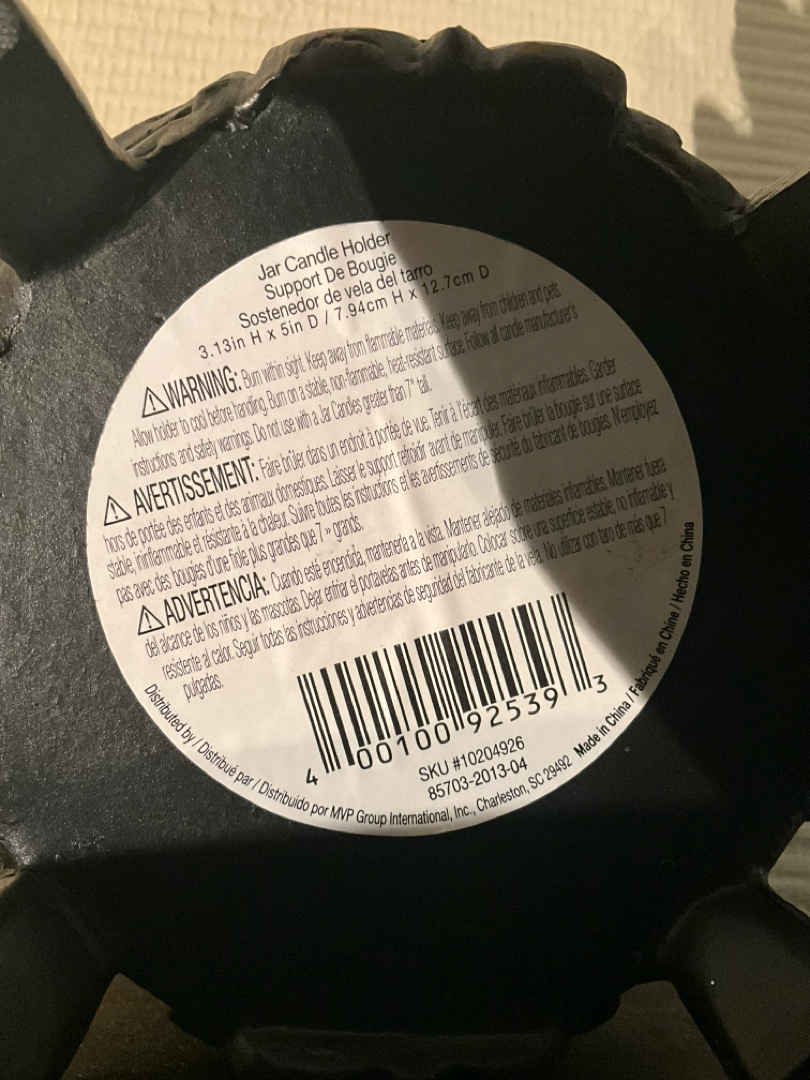 Jar Candle Holder
Support De Bougie
Sostenedor de vela del tarro
3.13in H x 5in D / 7.94cm H x 12.7cm D
WARNING: Burn within sight. Keep away from flammable materials. Keep away from children and pets.
Allow holder to cool before handling. Burn on a stable, non-flammable, heat-resistant surface. Follow all candle manufacturer's
instructions and safety warnings. Do not use with a Jar Candles greater than 7" tall.
AVERTISSEMENT: Faire brûler dans un endroit à portée de vue. Tenir à l'écart des matériaux inflammables. Garder
hors de portée des enfants et des animaux domestiques. Laisser le support refroidir avant de manipuler. Faire brûler la bougie sur une surface
stable, ininflammable et résistante à la chaleur. Suivre toutes les instructions et les avertissements de sécurité du fabricant de bougies. N'employez
pas avec des bougies d'une fiole plus grandes que 7 » grands.
ADVERTENCIA: Cuando esté encendida, mantenerla a la vista. Mantener alejado de materiales inflamables. Mantener fuera
del alcance de los niños y las mascotas. Dejar enfriar el portavelas antes de manipularlo. Colocar sobre una superficie estable, no inflamable y
resistente al calor. Seguir todas las instrucciones y advertencias de seguridad del fabricante de la vela. No utilizar con tarro de más que 7
pulgadas.
4 00100 92539 3
SKU #10204926
85703-2013-04
Distributed by / Distribué par / Distribuido por MVP Group International, Inc., Charleston, SC 29492 Made in China / Fabriqué en Chine / Hecho en China